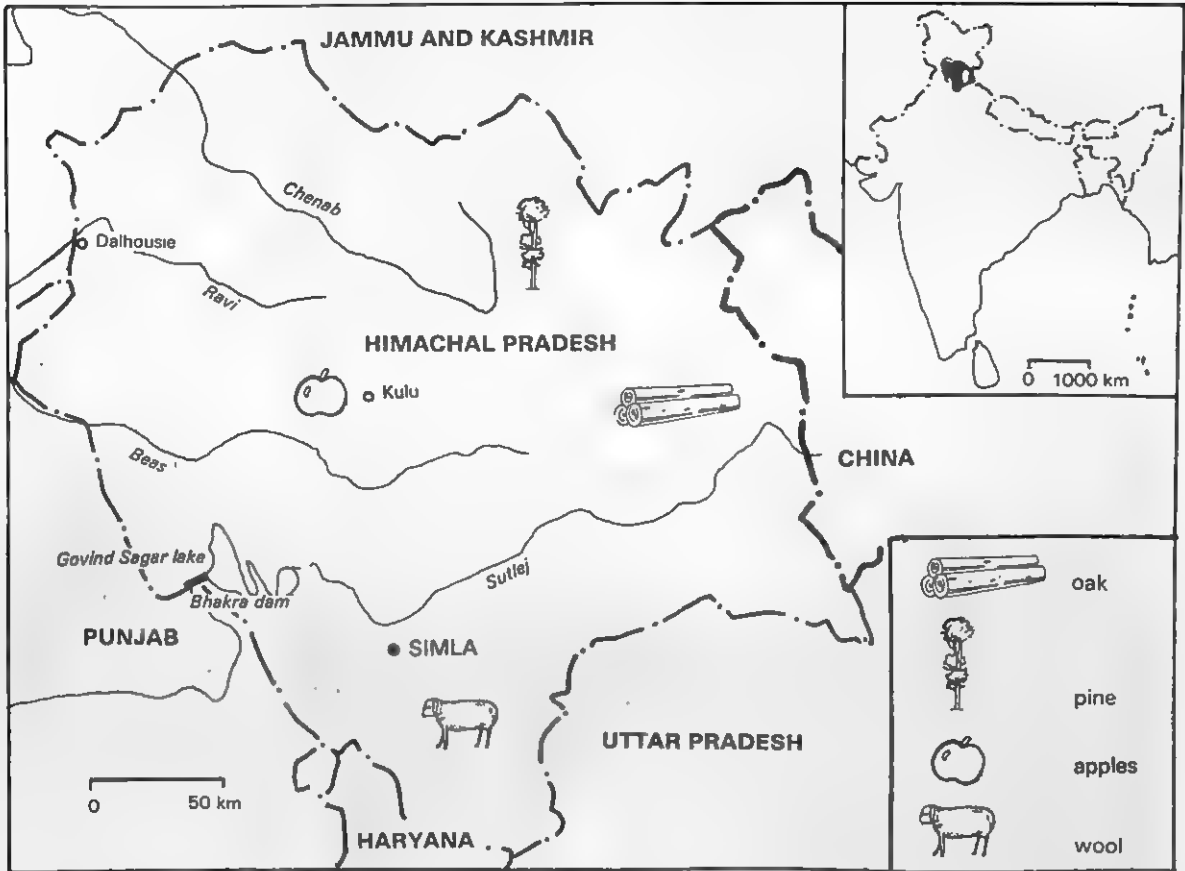 JAMMU AND KASHMIR
Chenab
Dalhousie
Ravi
HIMACHAL PRADESH
Kulu
Beas
CHINA
Govind Sagar lake
Bhakra dam
Sutlej
PUNJAB
SIMLA
UTTAR PRADESH
HARYANA
0 50 km
0 1000 km
oak
pine
apples
wool